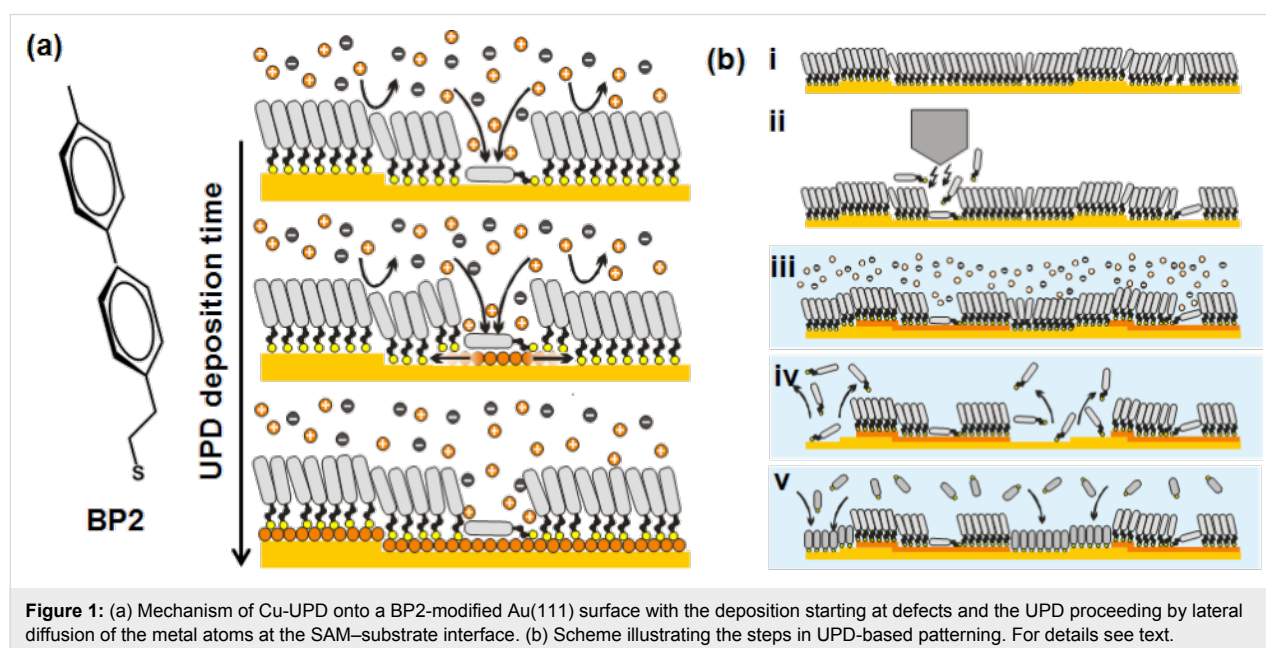 (a)
BP2
S
UPD deposition time
(b)
i
ii
iii
iv
v
Figure 1: (a) Mechanism of Cu-UPD onto a BP2-modified Au(111) surface with the deposition starting at defects and the UPD proceeding by lateral
diffusion of the metal atoms at the SAM–substrate interface. (b) Scheme illustrating the steps in UPD-based patterning. For details see text.